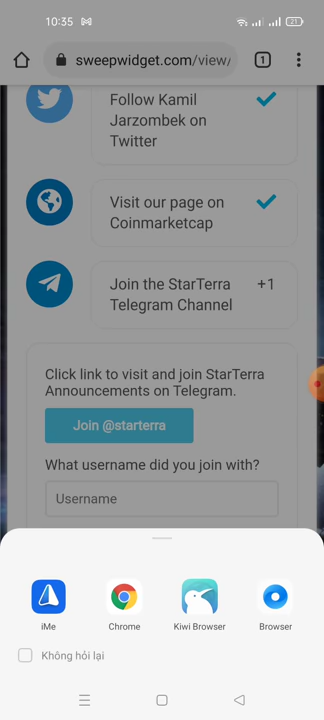 10:35
21
sweepwidget.com/view/
1
Follow Kamil
Jarzombek on
Twitter
Visit our page on
Coinmarketcap
Join the StarTerra
Telegram Channel
+1
Click link to visit and join StarTerra
Announcements on Telegram.
Join @starterra
What username did you join with?
Username
iMe
Chrome
Kiwi Browser
Browser
Không hỏi lại